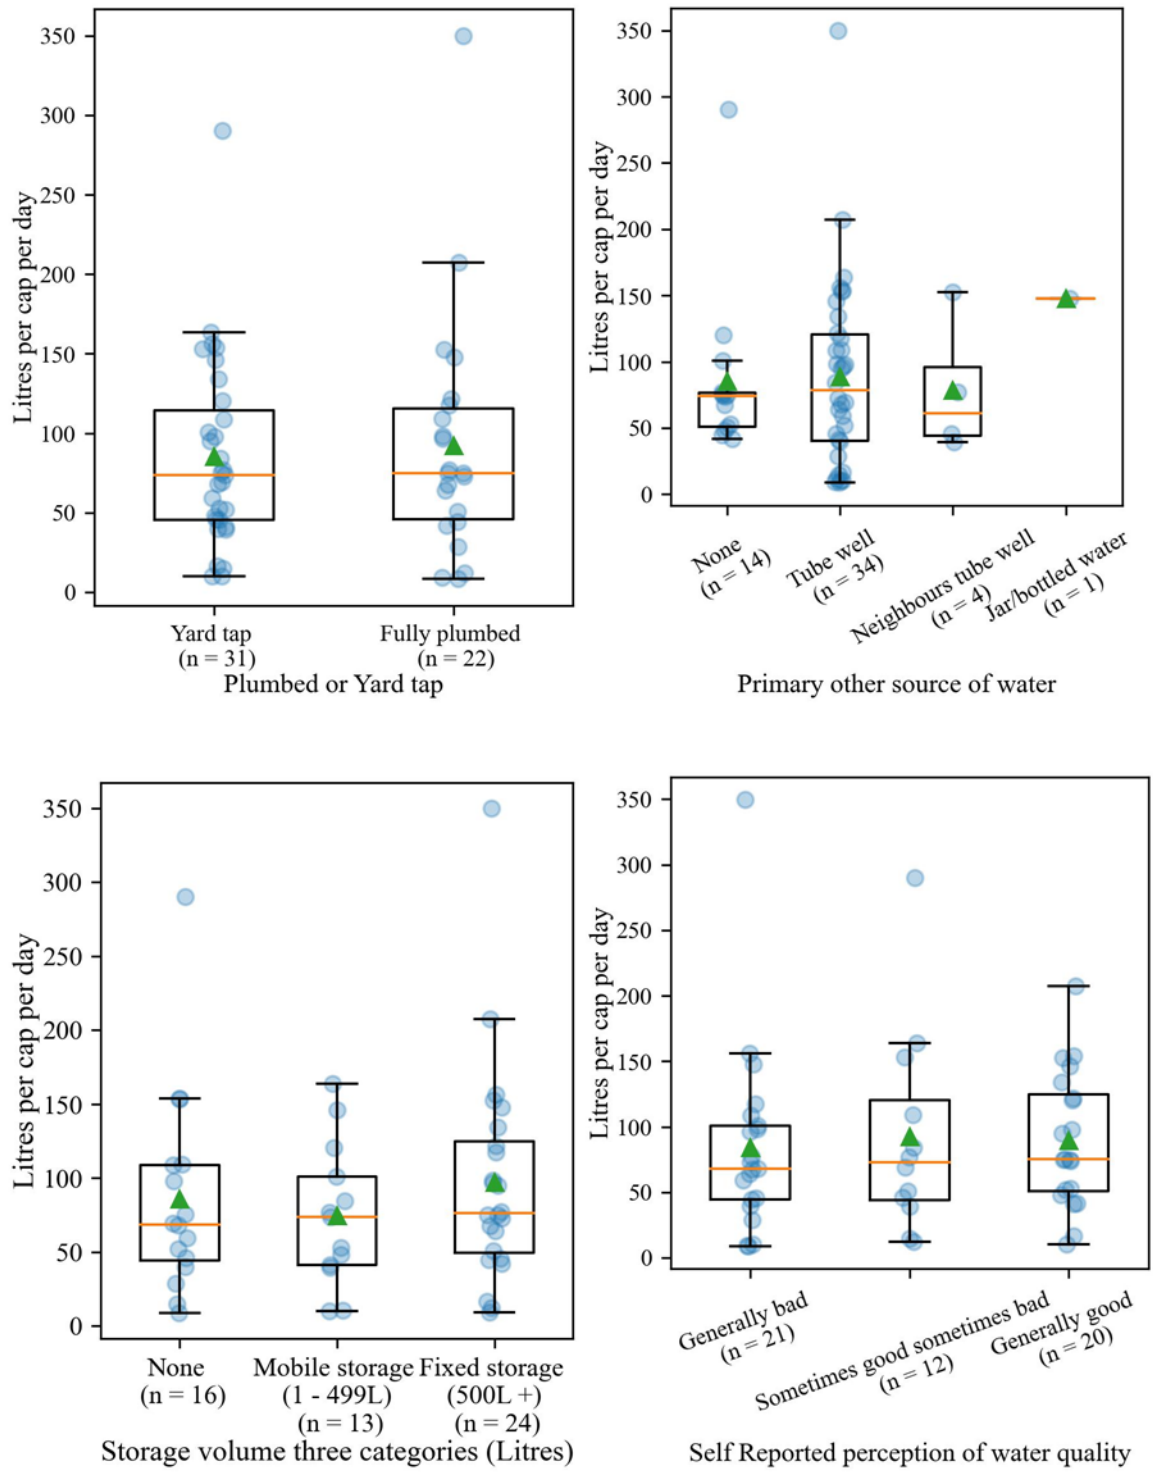 Litres per cap per day
350
300
250
200
150
100
50
0
Yard tap
(n = 31)
Fully plumbed
(n = 22)
Plumbed or Yard tap
Litres per cap per day
350
300
250
200
150
100
50
0
None
(n = 14)
Tube well
(n = 34)
Neighbours tube well
(n = 4)
Jar/bottled water
(n = 1)
Primary other source of water
Litres per cap per day
350
300
250
200
150
100
50
0
None
(n = 16)
Mobile storage
(1 - 499L)
(n = 13)
Fixed storage
(500L +)
(n = 24)
Storage volume three categories (Litres)
Litres per cap per day
350
300
250
200
150
100
50
0
Generally bad
(n = 21)
Sometimes good sometimes bad
(n = 12)
Generally good
(n = 20)
Self Reported perception of water quality